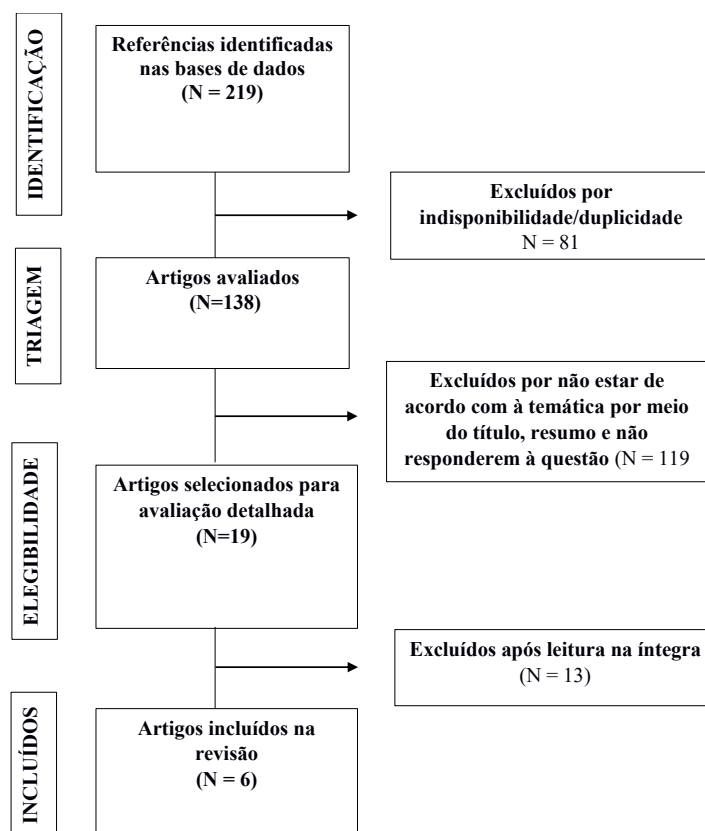 IDENTIFICAÇÃO
Referências identificadas
nas bases de dados
(N = 219)
Excluídos por
indisponibilidade/duplicidade
N = 81
TRIAGEM
Artigos avaliados
(N=138)
Excluídos por não estar de
acordo com à temática por meio
do título, resumo e não
responderem à questão (N = 119
ELEGIBILIDADE
Artigos selecionados para
avaliação detalhada
(N=19)
Excluídos após leitura na íntegra
(N = 13)
INCLUÍDOS
Artigos incluídos na
revisão
(N = 6)